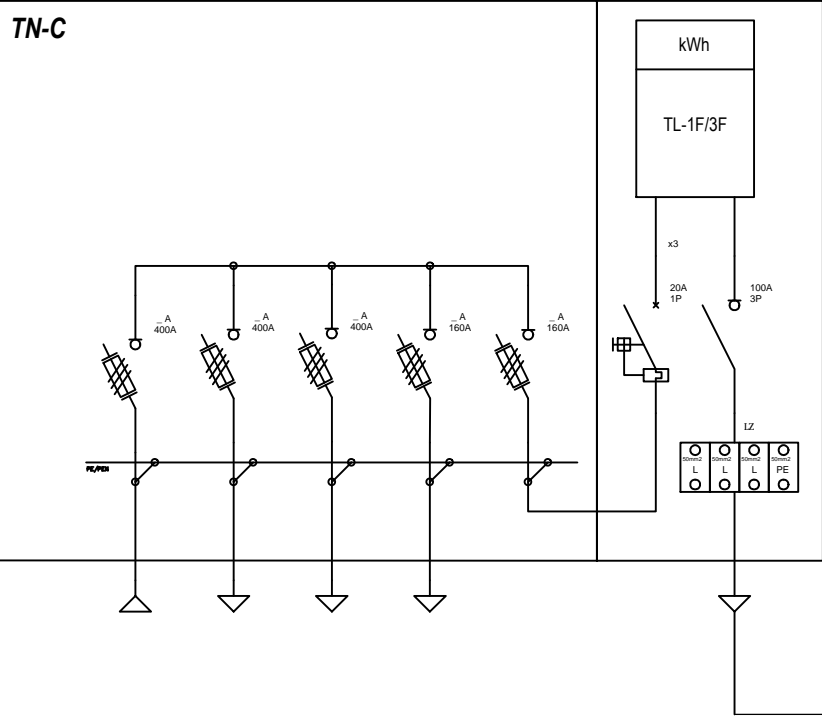 TN-C
kWh
TL-1F/3F
x3
20A
1P
100A
3P
_ A
400A
_ A
400A
_ A
400A
_ A
160A
_ A
160A
LZ
50mm2
50mm2
50mm2
50mm2
L
L
L
PE
PE/PEN